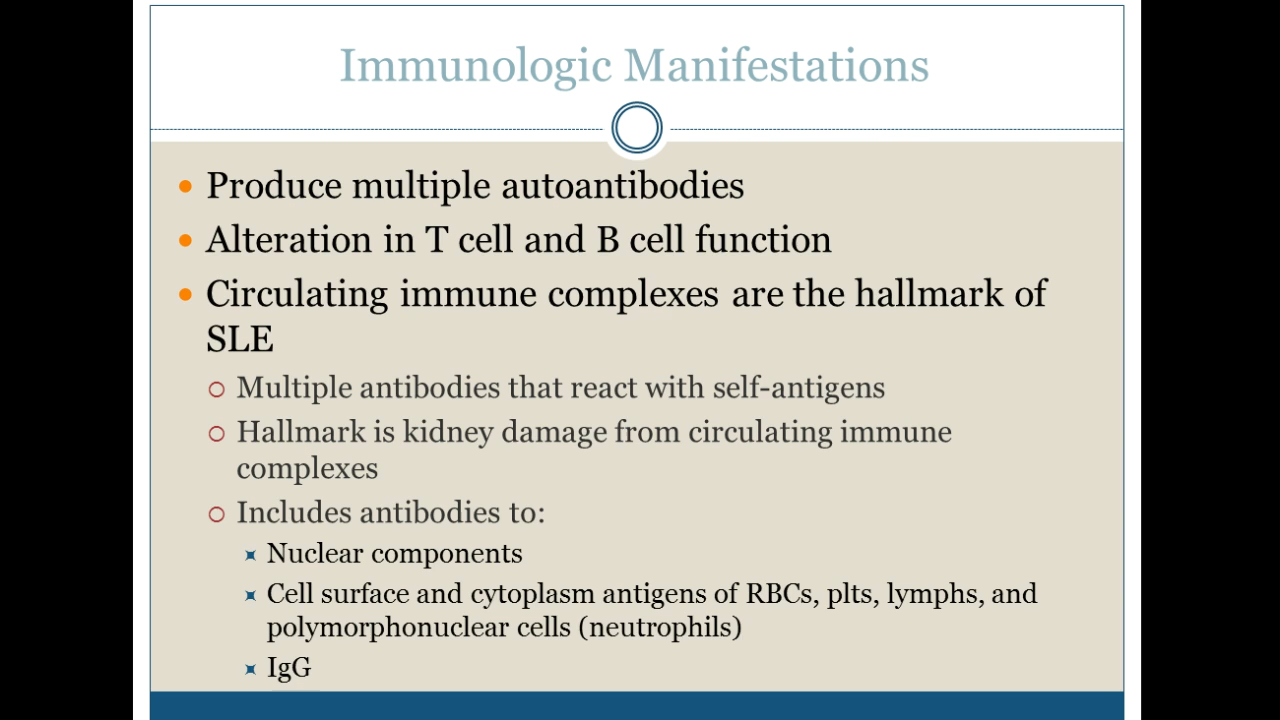 Immunologic Manifestations
Produce multiple autoantibodies
Alteration in T cell and B cell function
Circulating immune complexes are the hallmark of
SLE
Multiple antibodies that react with self-antigens
Hallmark is kidney damage from circulating immune
complexes
Includes antibodies to:
Nuclear components
Cell surface and cytoplasm antigens of RBCs, plts, lymphs, and
polymorphonuclear cells (neutrophils)
IgG